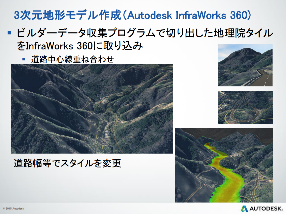 3次元地形モデル作成(Autodesk InfraWorks 360)
ビルダーデータ収集プログラムで切り出した地理院タイル
をInfraWorks 360に取り込み
道路中心線重ね合わせ
道路幅等でスタイルを変更
AUTODESK.